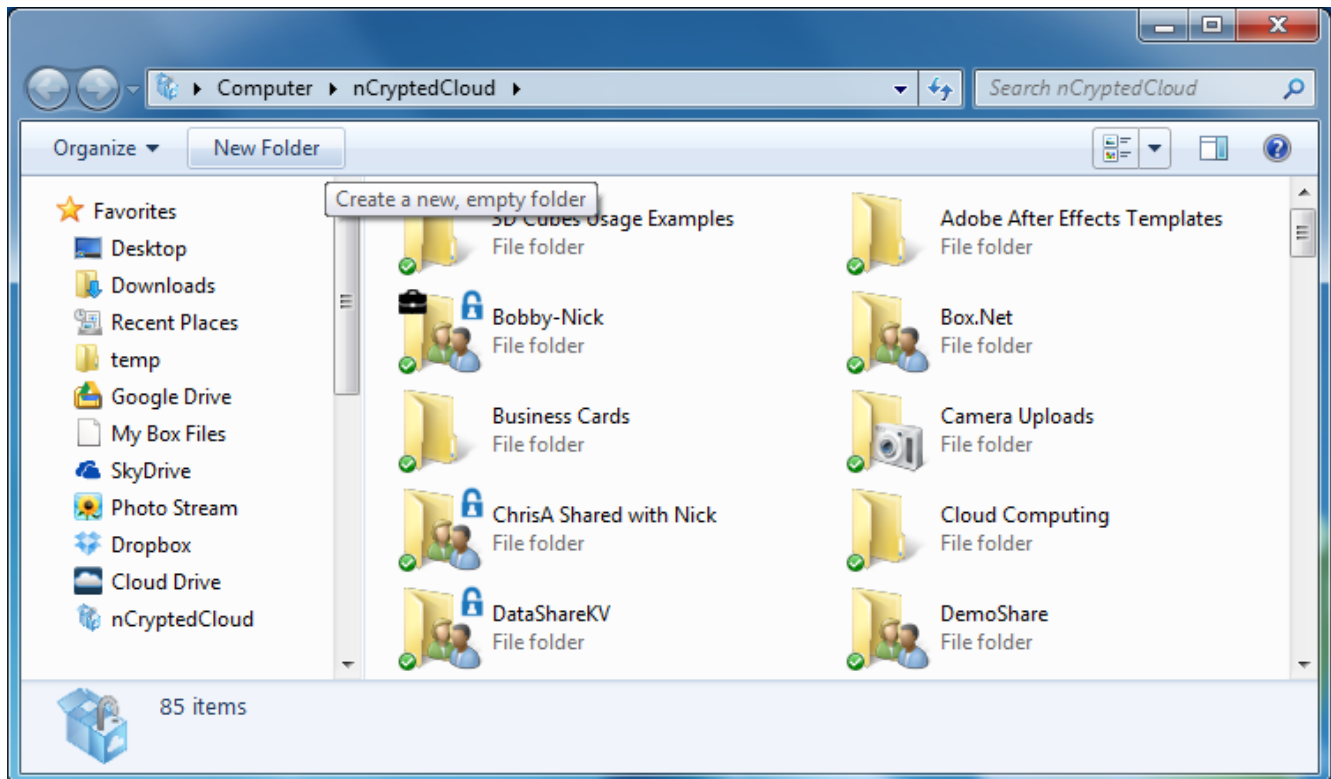 Computer nCryptedCloud
Search nCryptedCloud
Organize
New Folder
Create a new, empty folder
Favorites
Desktop
Downloads
Recent Places
temp
Google Drive
My Box Files
SkyDrive
Photo Stream
Dropbox
Cloud Drive
nCryptedCloud
3D Cubes Usage Examples
File folder
Adobe After Effects Templates
File folder
Bobby-Nick
File folder
Box.Net
File folder
Business Cards
File folder
Camera Uploads
File folder
ChrisA Shared with Nick
File folder
Cloud Computing
File folder
DataShareKV
File folder
DemoShare
File folder
85 items